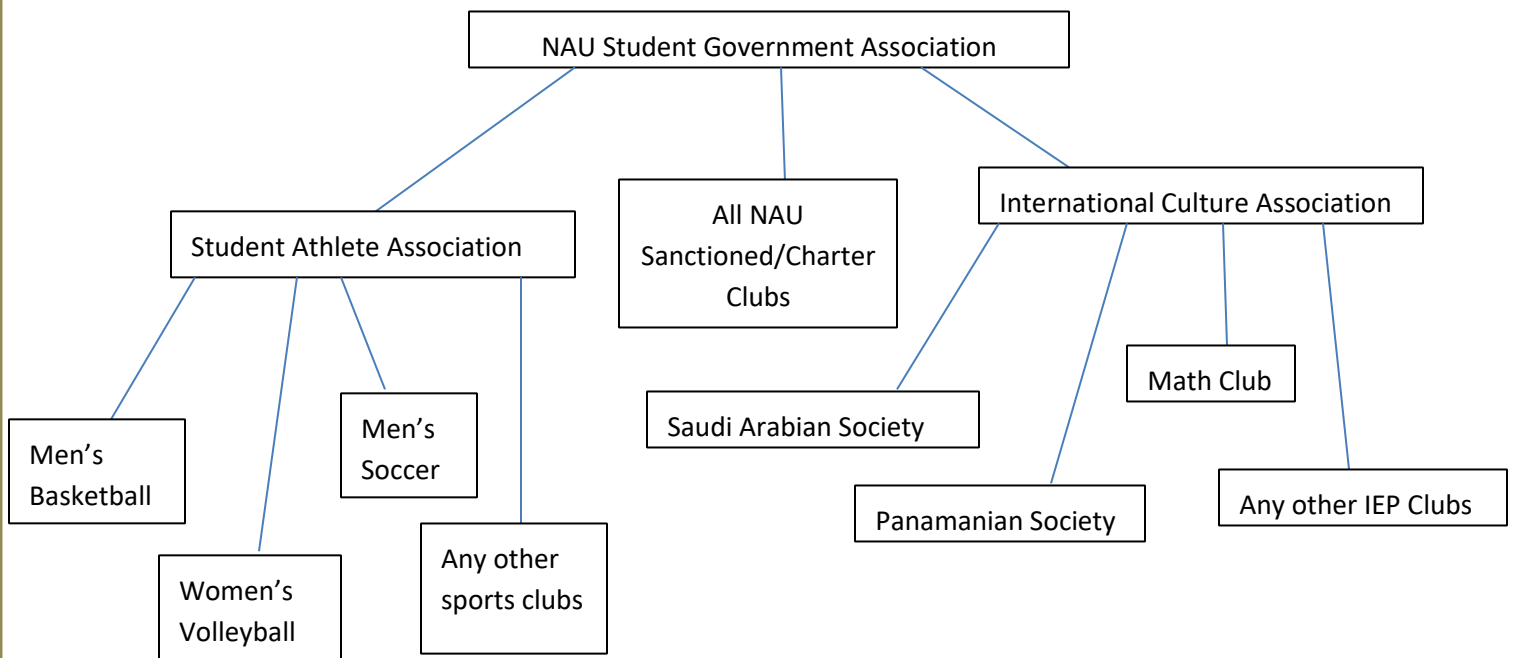 NAU Student Government Association
Student Athlete Association
All NAU
Sanctioned/Charter
Clubs
International Culture Association
Men’s
Basketball
Women’s
Volleyball
Men’s
Soccer
Any other
sports clubs
Saudi Arabian Society
Panamanian Society
Math Club
Any other IEP Clubs